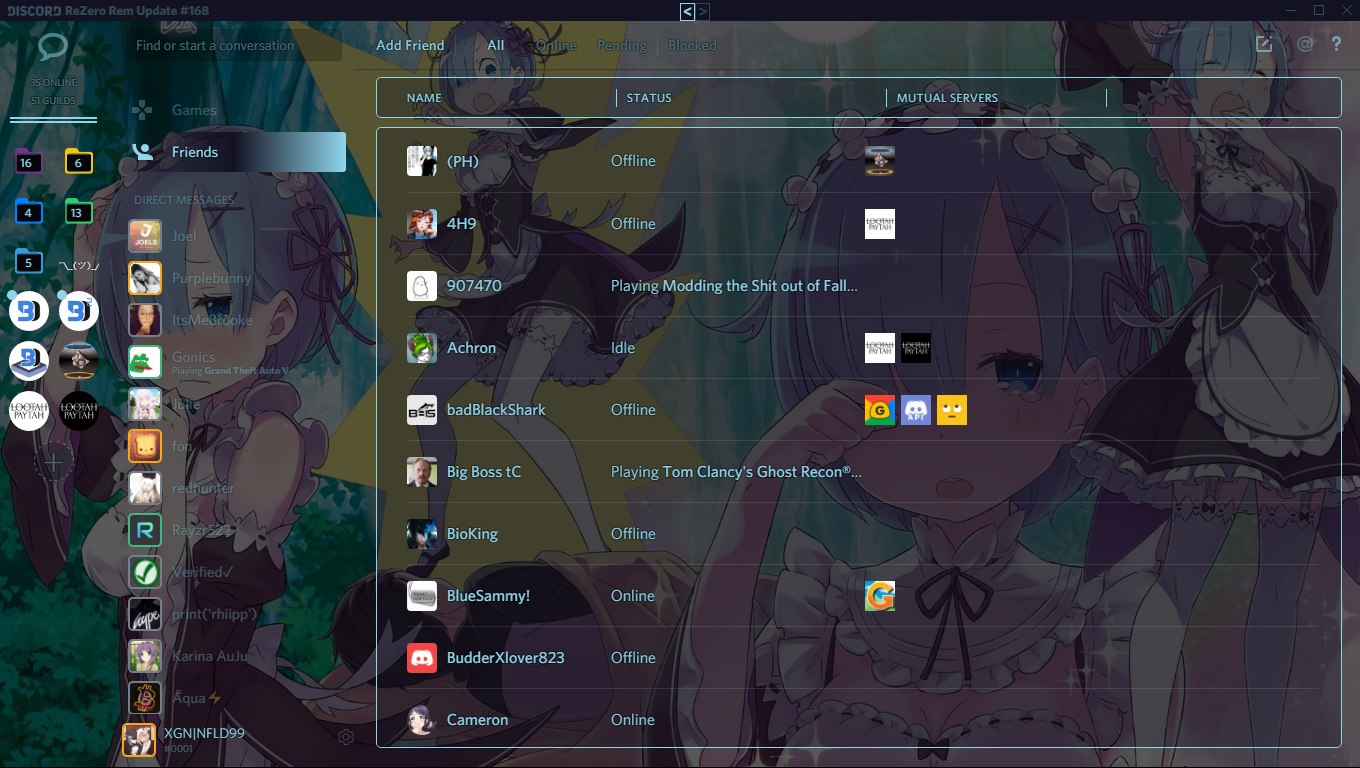 DISCORD ReZero Rem Update #168
< >
Find or start a conversation
Add Friend
All
Online
Pending
Blocked
@
?
35 ONLINE
51 GUILDS
Games
Friends
NAME
STATUS
MUTUAL SERVERS
16
6
4
13
5
¯\_(ツ)_/¯
LOOTAH
PAYTAH
LOOTAH
PAYTAH
DIRECT MESSAGES
Joel
JOELS
Purplebunny
ItsMeBrooke
Gonics
Playing Grand Theft Auto V
Julie
fon
redhunter
Rayzr522
Verified✓
print('rhiipp')
Karina AuJu
Āqua⚡
XGN|NFLD99
#0001
(PH)
Offline
4H9
Offline
LOOTAH
PAYTAH
907470
Playing Modding the Shit out of Fall...
Achron
Idle
LOOTAH
PAYTAH
LOOTAH
PAYTAH
badBlackShark
Offline
G
API
Big Boss tC
Playing Tom Clancy's Ghost Recon®...
BioKing
Offline
BlueSammy!
Online
G
BudderXlover823
Offline
Cameron
Online